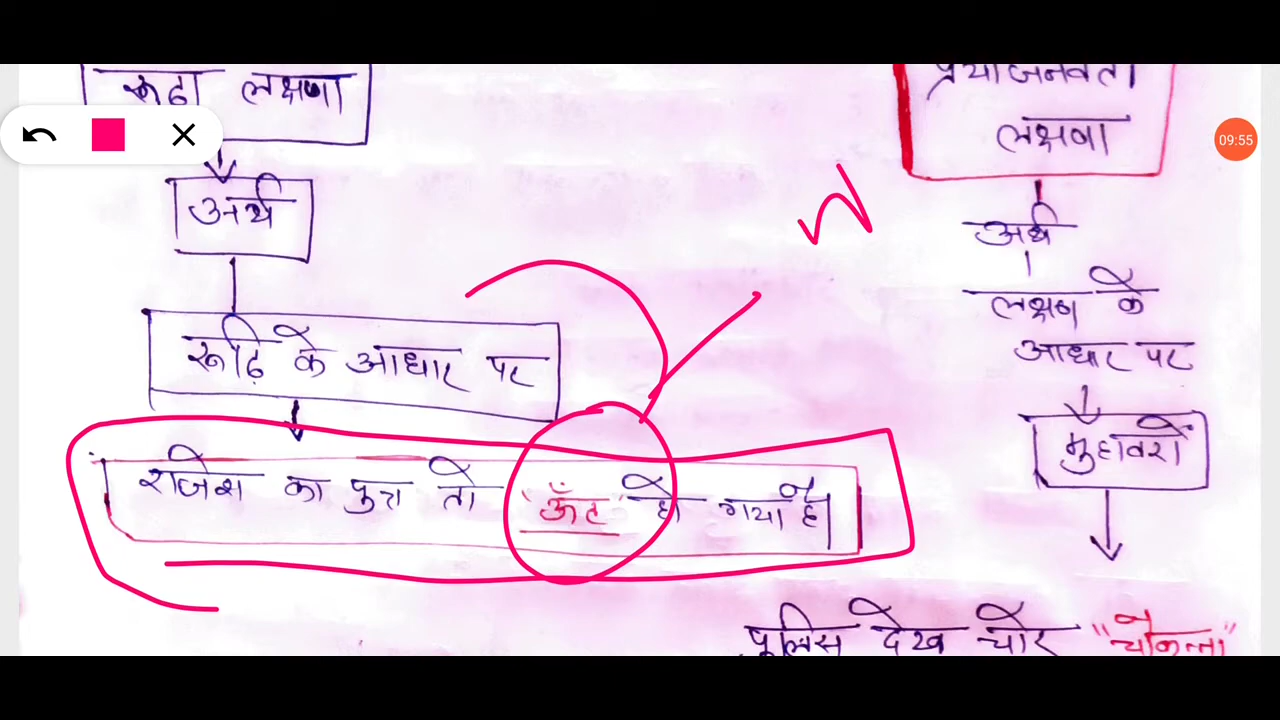 रूढ़ा लक्षणा
अर्थ
रूढ़ि के आधार पर
राजेश का पुत्र तो "ऊँट" हो गया है
प्रयोजनवती
लक्षणा
अर्थ
लक्षण के
आधार पर
मुहावरों
पुलिस देख चोर "चौकन्ना"
09:55